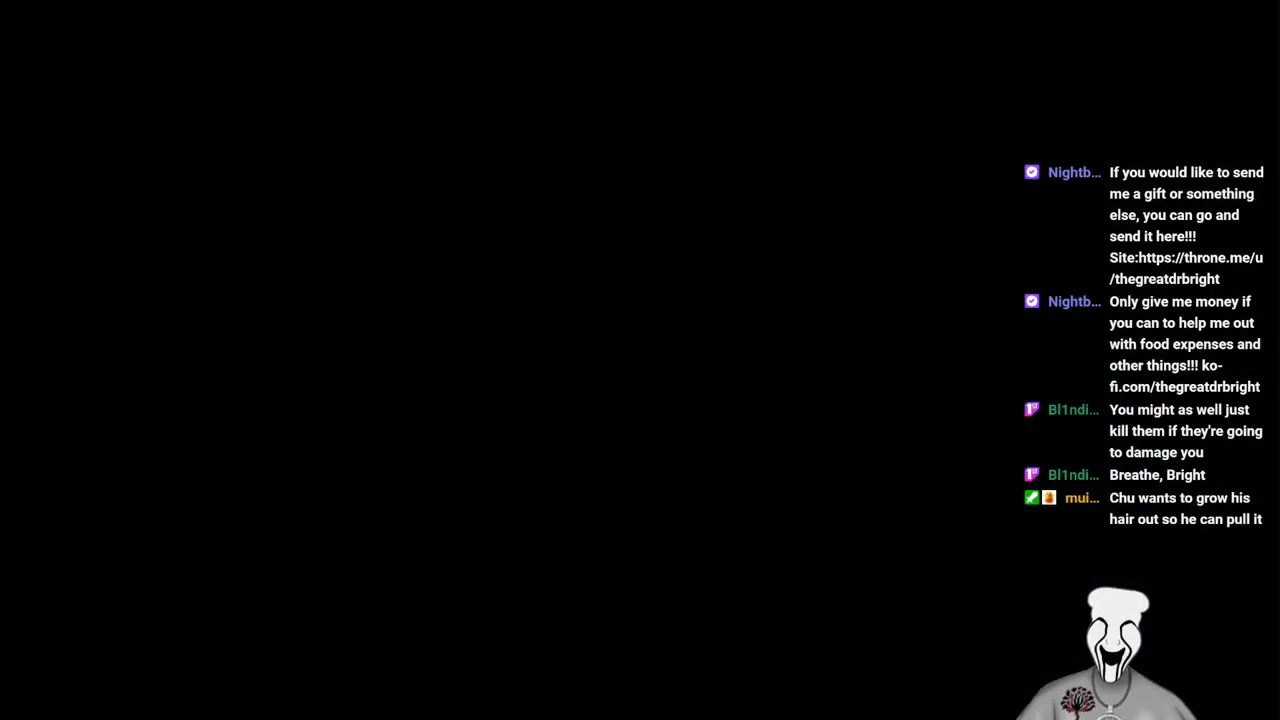 Nightb… If you would like to send
me a gift or something
else, you can go and
send it here!!!
Site:https://throne.me/u
/thegreatdrbright
Nightb… Only give me money if
you can to help me out
with food expenses and
other things!!! ko-
fi.com/thegreatdrbright
Bl1ndi… You might as well just
kill them if they're going
to damage you
Bl1ndi… Breathe, Bright
mui… Chu wants to grow his
hair out so he can pull it